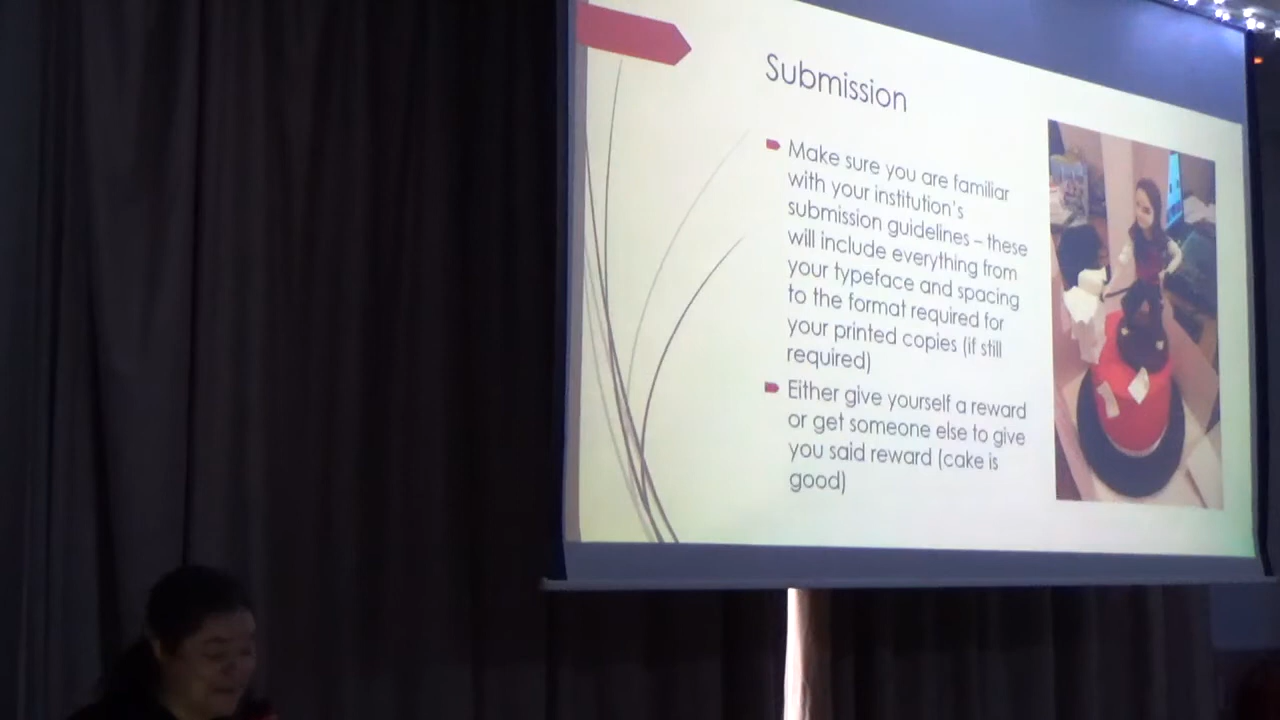 Submission
Make sure you are familiar
with your institution's
submission guidelines – these
will include everything from
your typeface and spacing
to the format required for
your printed copies (if still
required)
Either give yourself a reward
or get someone else to give
you said reward (cake is
good)